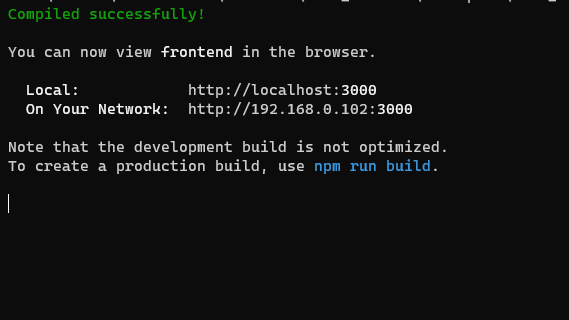 Compiled successfully!
You can now view frontend in the browser.
Local: http://localhost:3000
On Your Network: http://192.168.0.102:3000
Note that the development build is not optimized.
To create a production build, use npm run build.